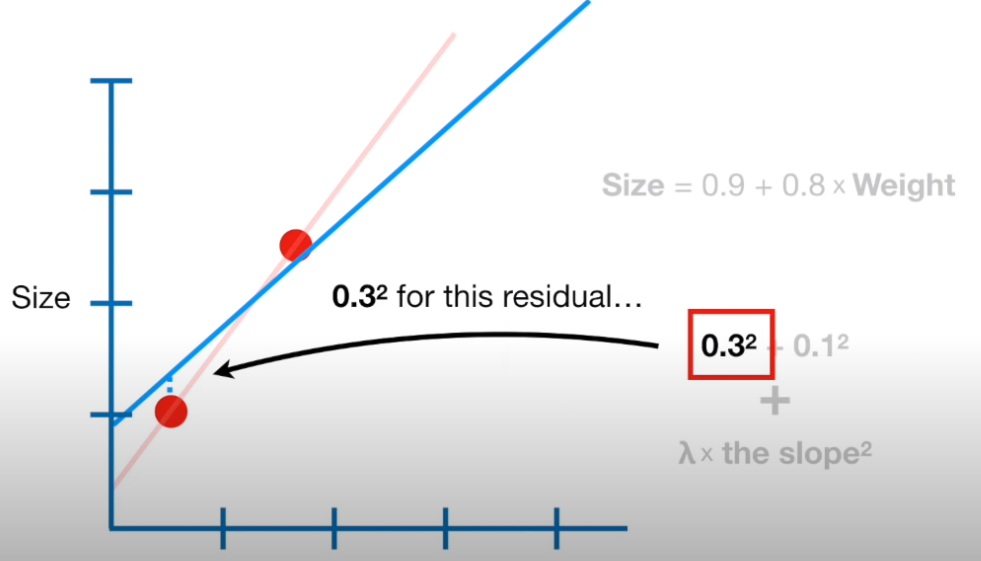 Size = 0.9 + 0.8 x Weight
Size
0.3² for this residual...
0.3² + 0.1²
+
λ x the slope²